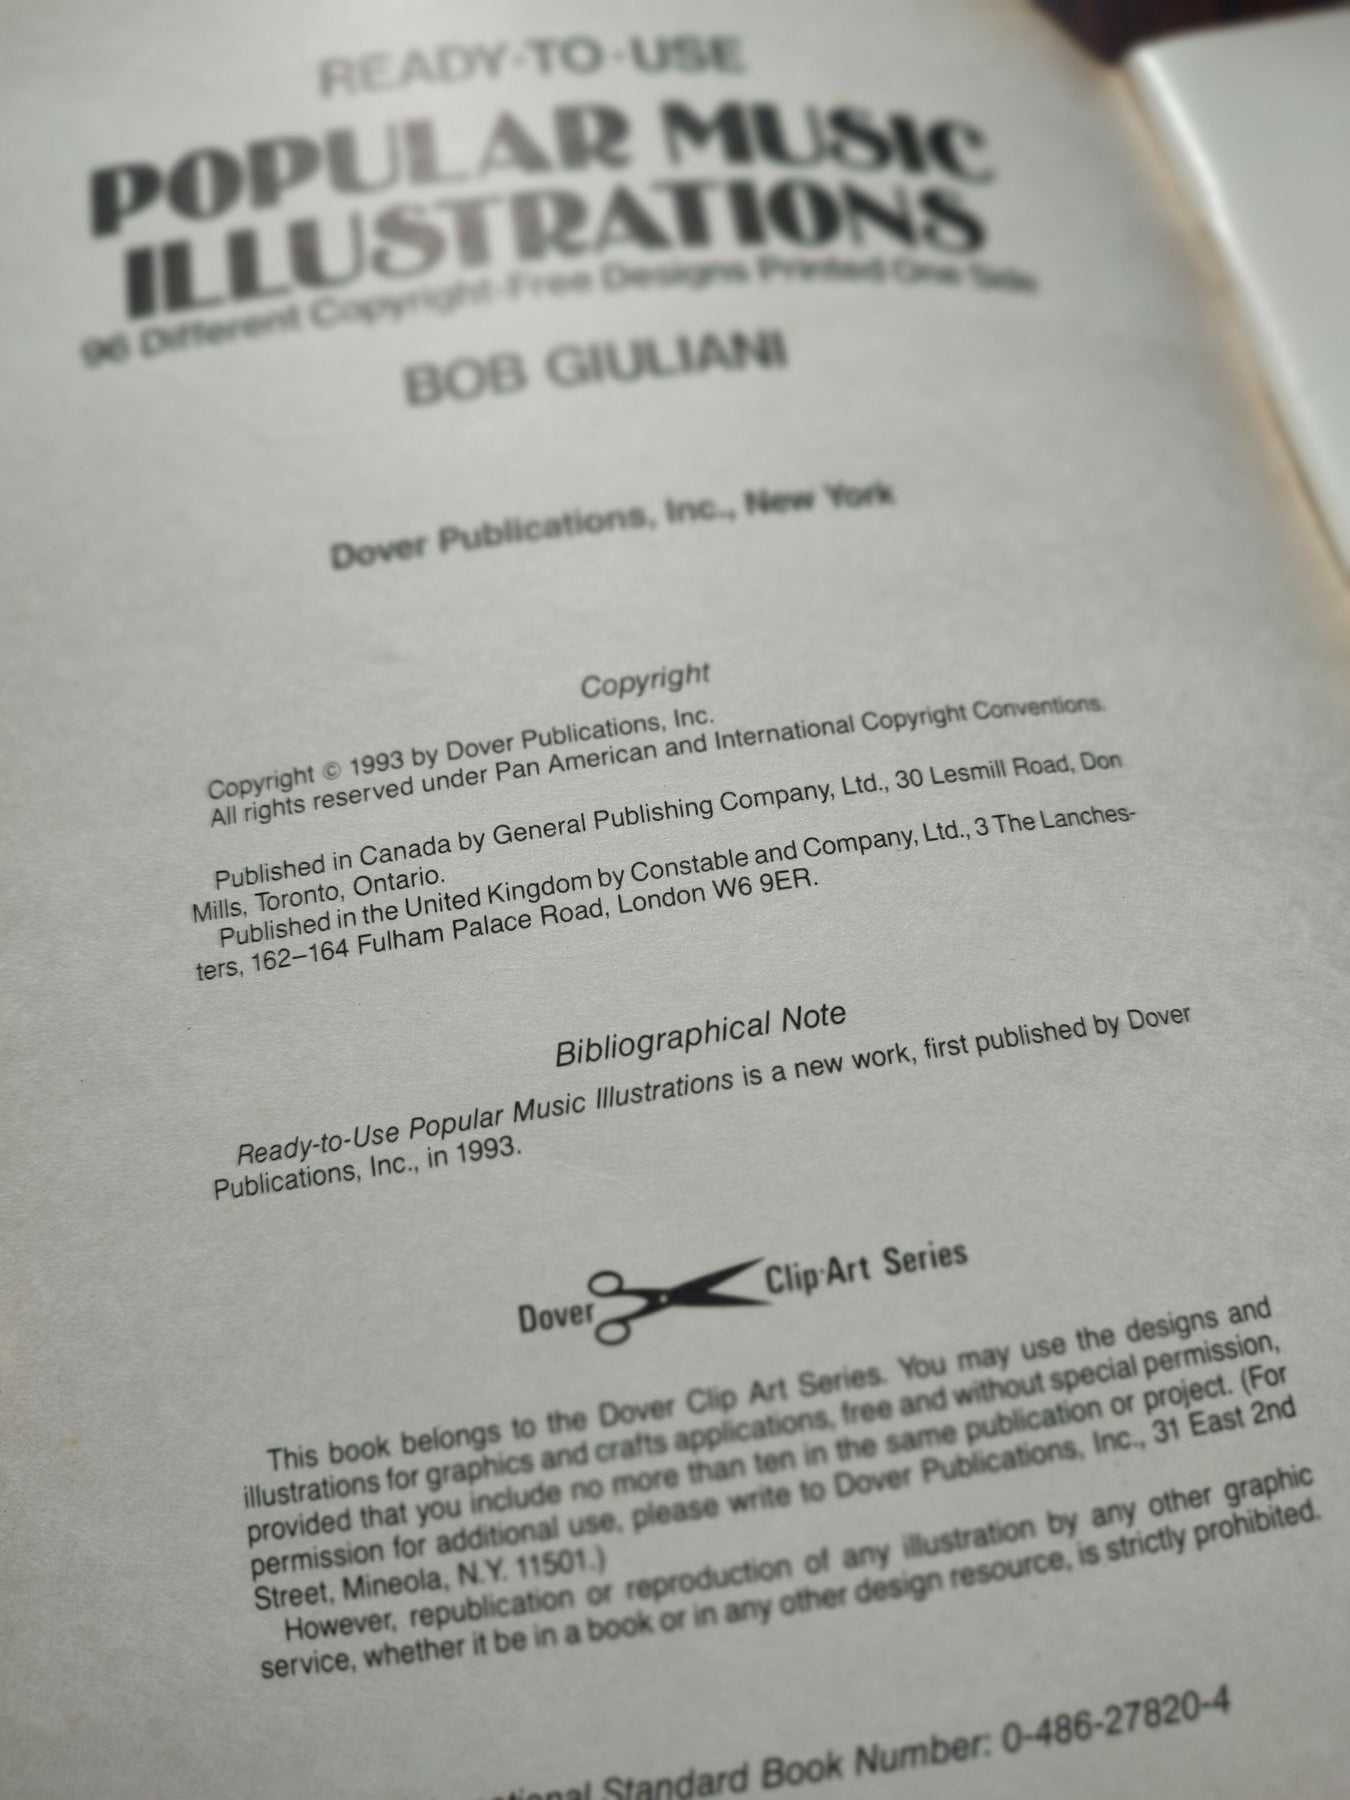 READY·TO·USE
POPULAR MUSIC
ILLUSTRATIONS
96 Different Copyright-Free Designs Printed One Side
BOB GIULIANI
Dover Publications, Inc., New York
Copyright
Copyright © 1993 by Dover Publications, Inc.
All rights reserved under Pan American and International Copyright Conventions.
Published in Canada by General Publishing Company, Ltd., 30 Lesmill Road, Don
Mills, Toronto, Ontario.
Published in the United Kingdom by Constable and Company, Ltd., 3 The Lanches-
ters, 162–164 Fulham Palace Road, London W6 9ER.
Bibliographical Note
Ready-to-Use Popular Music Illustrations is a new work, first published by Dover
Publications, Inc., in 1993.
Dover Clip·Art Series
This book belongs to the Dover Clip Art Series. You may use the designs and
illustrations for graphics and crafts applications, free and without special permission,
provided that you include no more than ten in the same publication or project. (For
permission for additional use, please write to Dover Publications, Inc., 31 East 2nd
Street, Mineola, N.Y. 11501.)
However, republication or reproduction of any illustration by any other graphic
service, whether it be in a book or in any other design resource, is strictly prohibited.
Standard Book Number: 0-486-27820-4